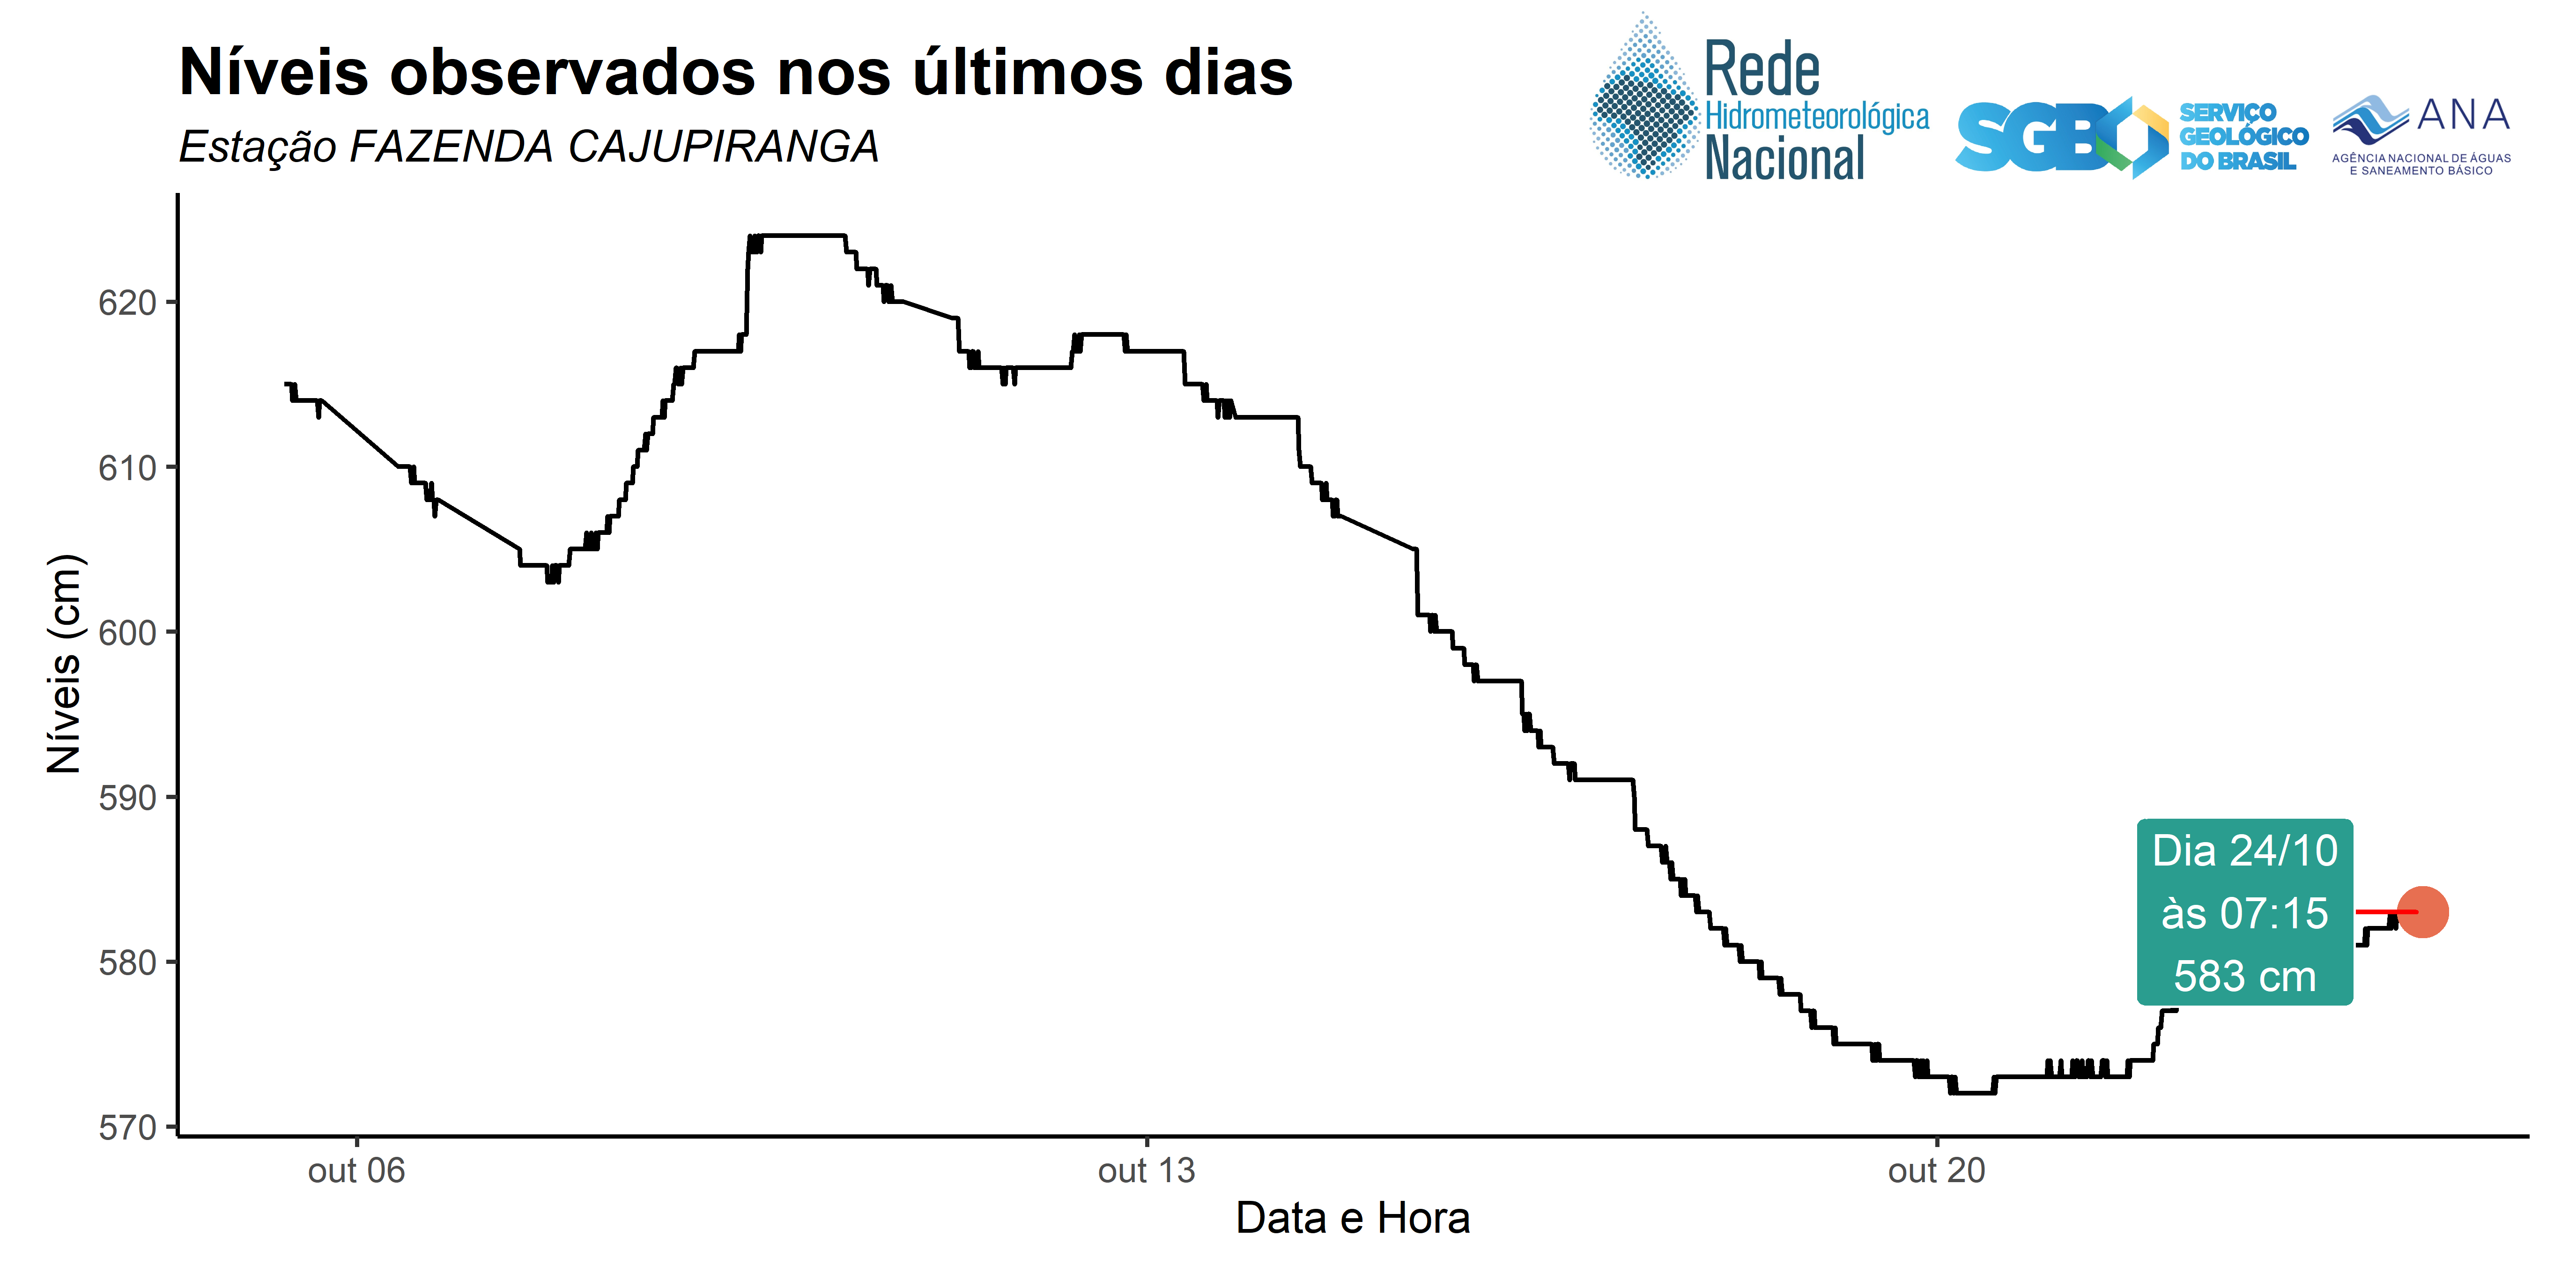 Níveis observados nos últimos dias
Estação FAZENDA CAJUPIRANGA
Rede
Hidrometeorológica
Nacional
SGB
SERVIÇO
GEOLÓGICO
DO BRASIL
ANA
AGÊNCIA NACIONAL DE ÁGUAS
E SANEAMENTO BÁSICO
Níveis (cm)
620
610
600
590
580
570
Dia 24/10
às 07:15
583 cm
out 06
out 13
out 20
Data e Hora